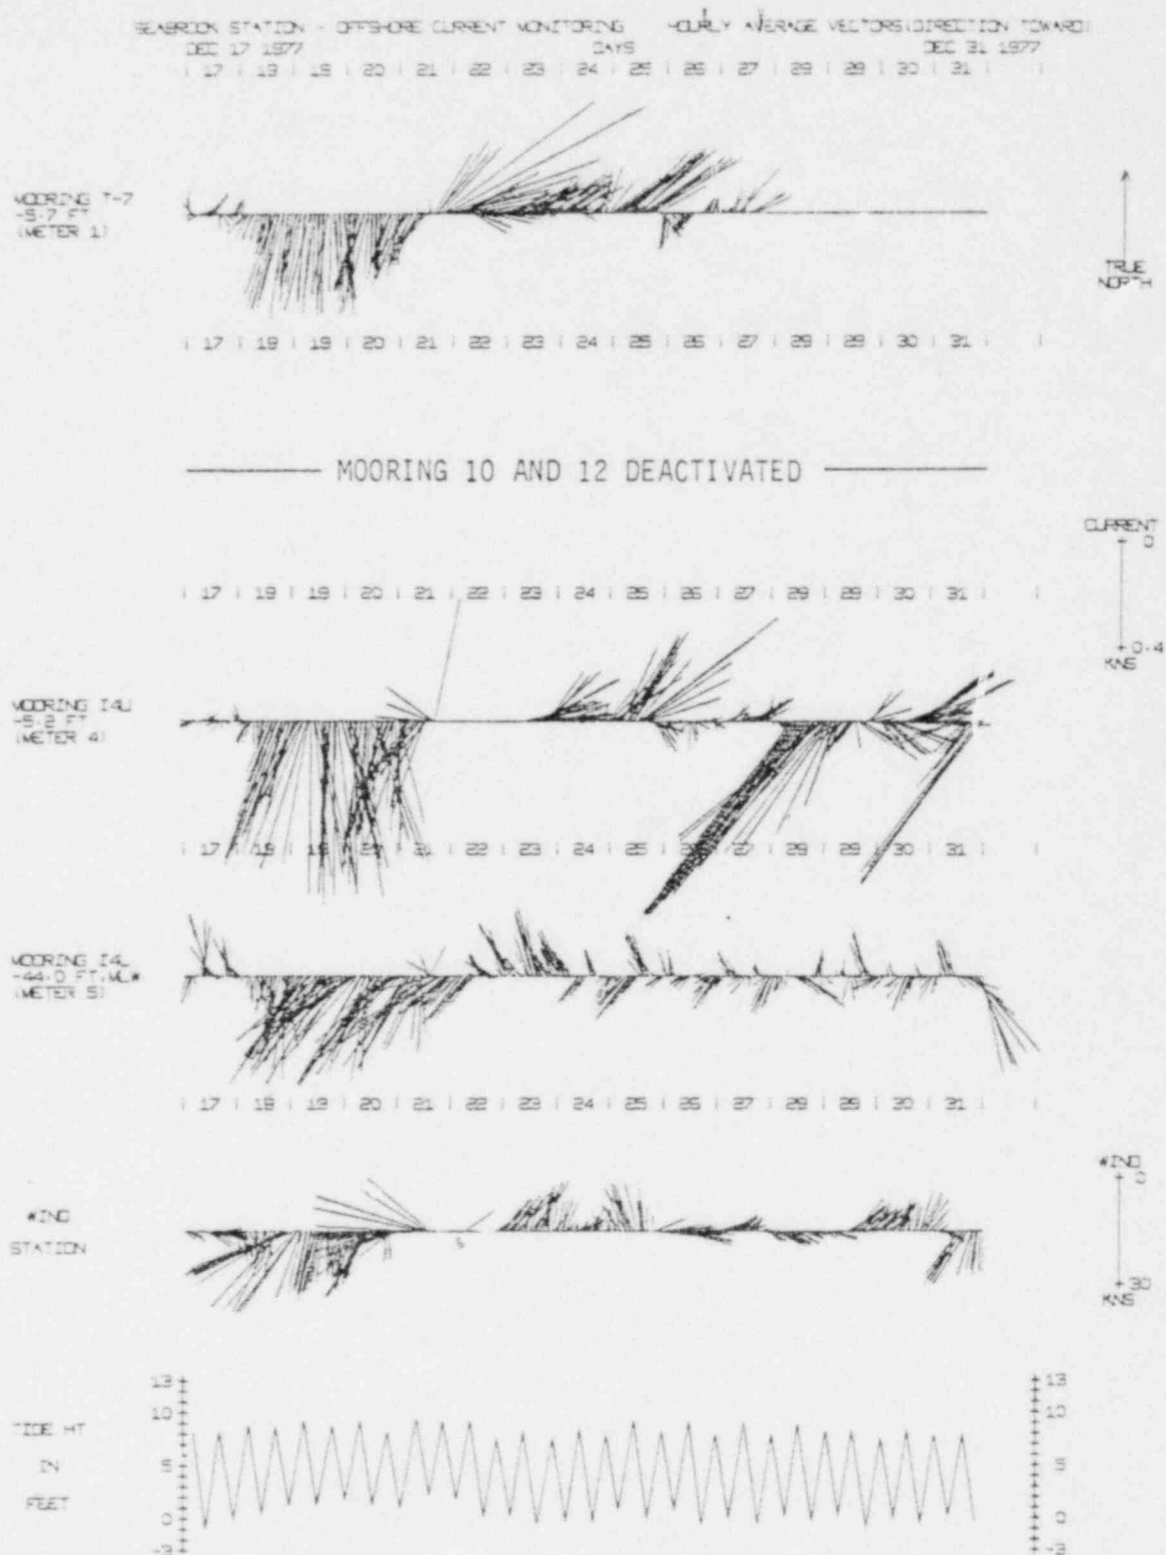 SEABROOK STATION - OFFSHORE CURRENT MONITORING HOURLY AVERAGE VECTORS(DIRECTION TOWARD)
DEC 17 1977 DAYS DEC 31 1977
| 17 | 18 | 19 | 20 | 21 | 22 | 23 | 24 | 25 | 26 | 27 | 28 | 29 | 30 | 31 | |
MOORING T-7
-5.7 FT
(METER 1)
TRUE
NORTH
| 17 | 18 | 19 | 20 | 21 | 22 | 23 | 24 | 25 | 26 | 27 | 28 | 29 | 30 | 31 | |
MOORING 10 AND 12 DEACTIVATED
CURRENT
0
0.4
KNS
| 17 | 18 | 19 | 20 | 21 | 22 | 23 | 24 | 25 | 26 | 27 | 28 | 29 | 30 | 31 | |
MOORING I4U
-5.2 FT
(METER 4)
| 17 | 18 | 19 | 20 | 21 | 22 | 23 | 24 | 25 | 26 | 27 | 28 | 29 | 30 | 31 | |
MOORING I4L
-44.0 FT.MLW
(METER 5)
| 17 | 18 | 19 | 20 | 21 | 22 | 23 | 24 | 25 | 26 | 27 | 28 | 29 | 30 | 31 | |
WIND
0
30
KNS
WIND
STATION
TIDE HT
IN
FEET
13
10
5
0
-3
13
10
5
0
-3